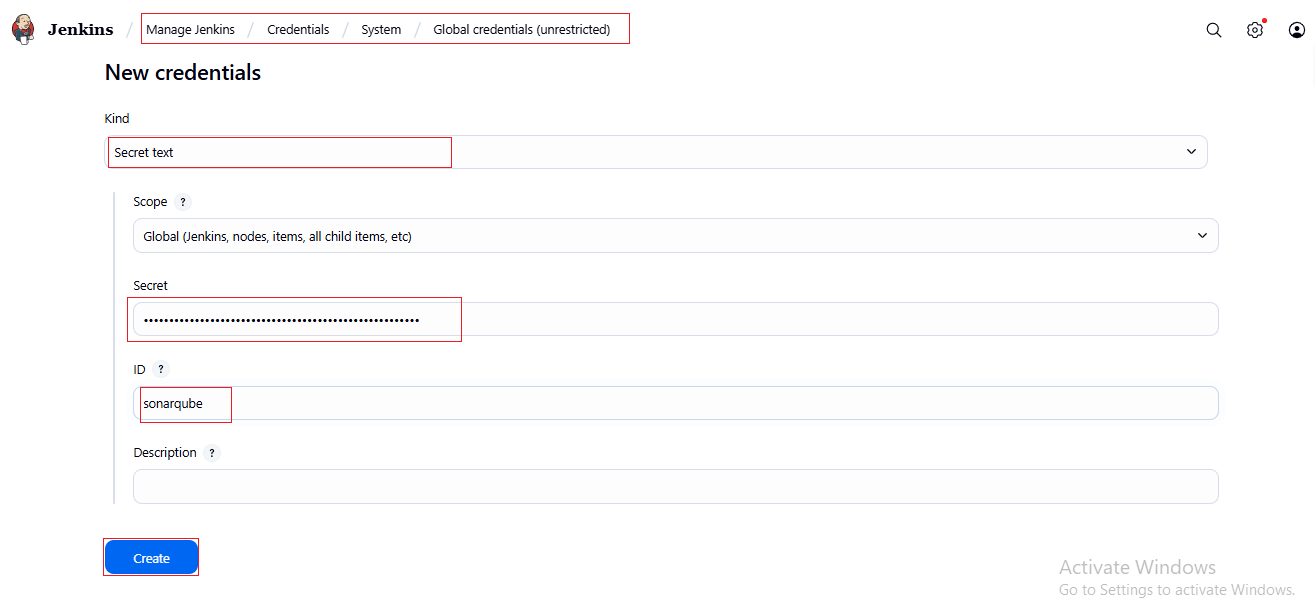 Jenkins / Manage Jenkins / Credentials / System / Global credentials (unrestricted)
New credentials
Kind
Secret text
Scope ?
Global (Jenkins, nodes, items, all child items, etc)
Secret
••••••••••••••••••••••••••••••••••••••••••••••••••••••••
ID ?
sonarqube
Description ?
Create
Activate Windows
Go to Settings to activate Windows.